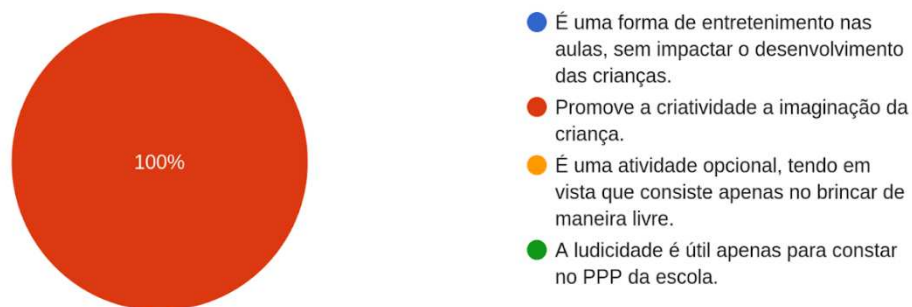 100%
É uma forma de entretenimento nas
aulas, sem impactar o desenvolvimento
das crianças.
Promove a criatividade a imaginação da
criança.
É uma atividade opcional, tendo em
vista que consiste apenas no brincar de
maneira livre.
A ludicidade é útil apenas para constar
no PPP da escola.